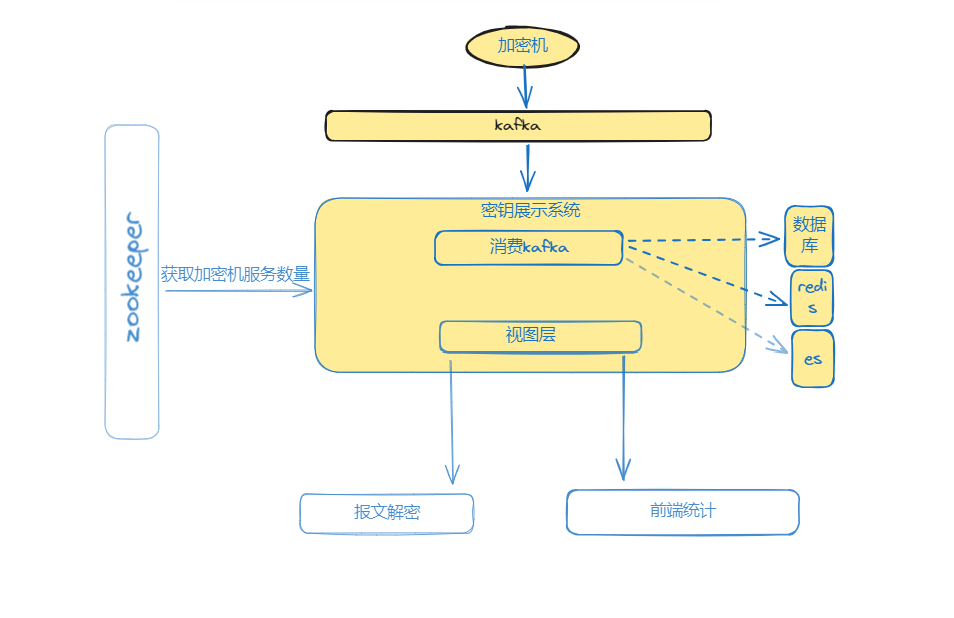 加密机
kafka
密钥展示系统
消费kafka
数据
库
zookeeper
获取加密机服务数量
redi
s
视图层
es
报文解密
前端统计